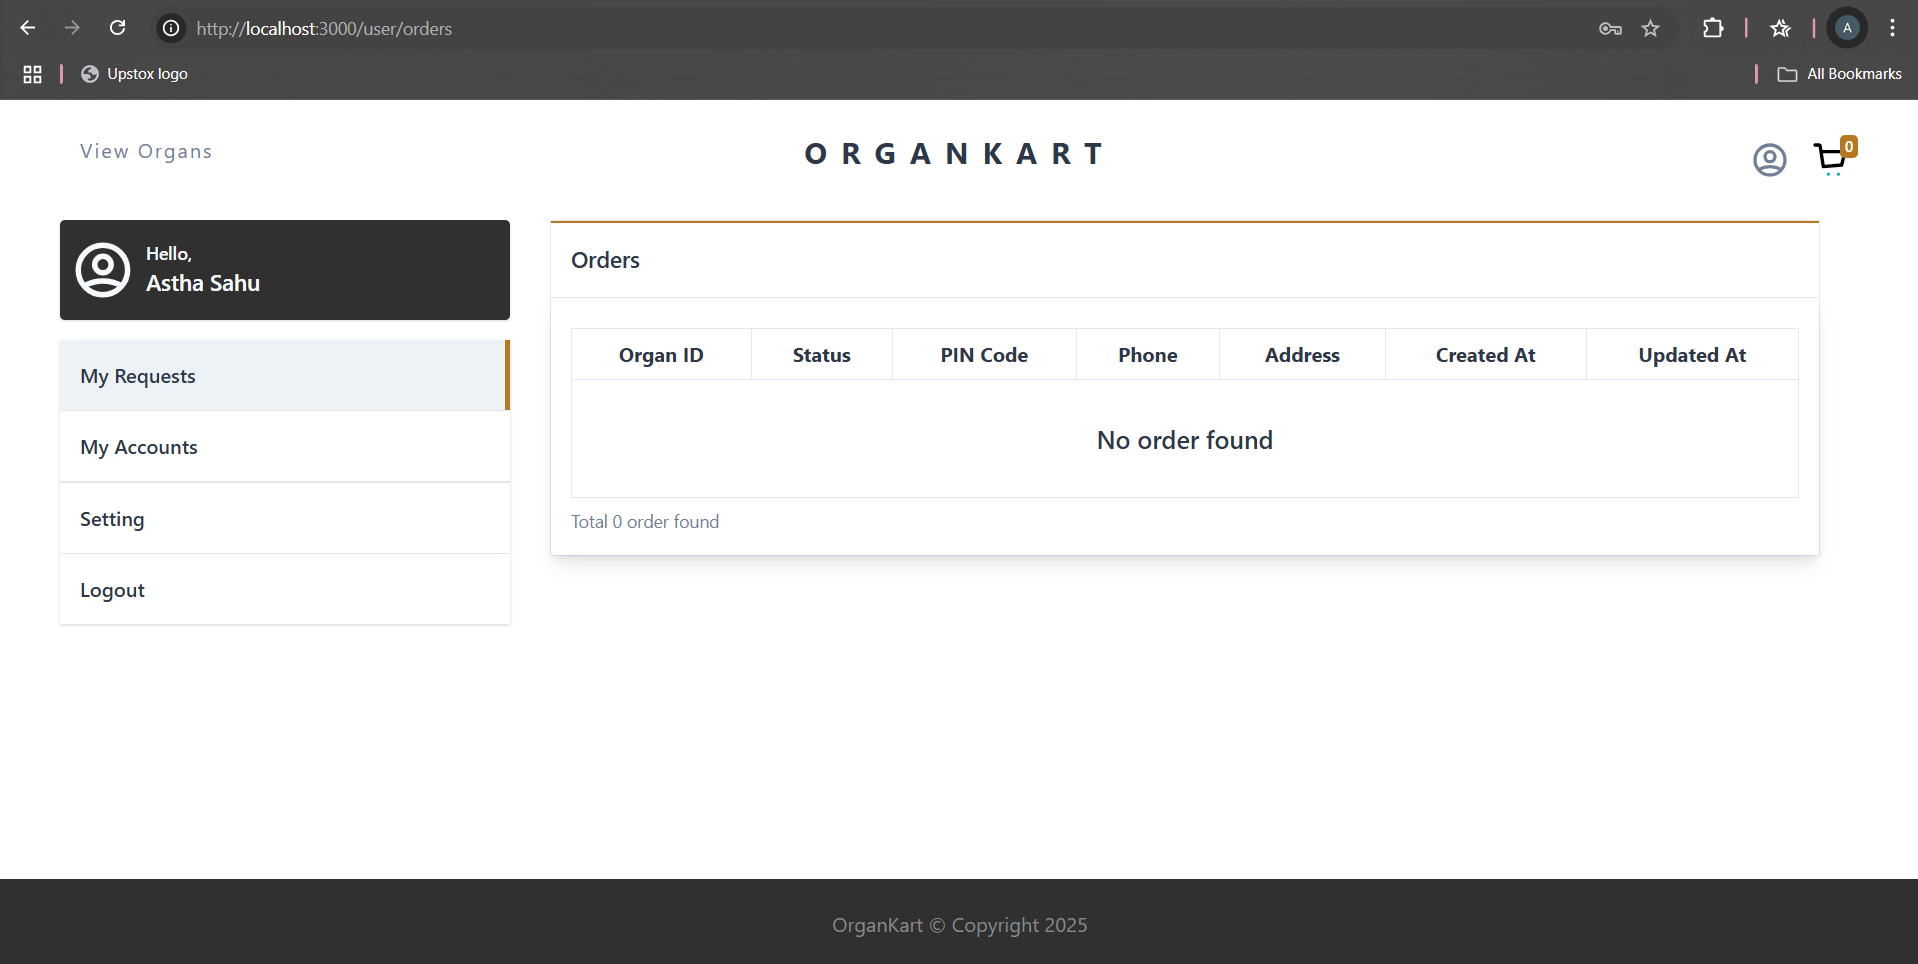 http://localhost:3000/user/orders
A
Upstox logo
All Bookmarks
View Organs
ORGANKART
0
Hello,
Astha Sahu
My Requests
My Accounts
Setting
Logout
Orders
Organ ID Status PIN Code Phone Address Created At Updated At
No order found
Total 0 order found
OrganKart © Copyright 2025